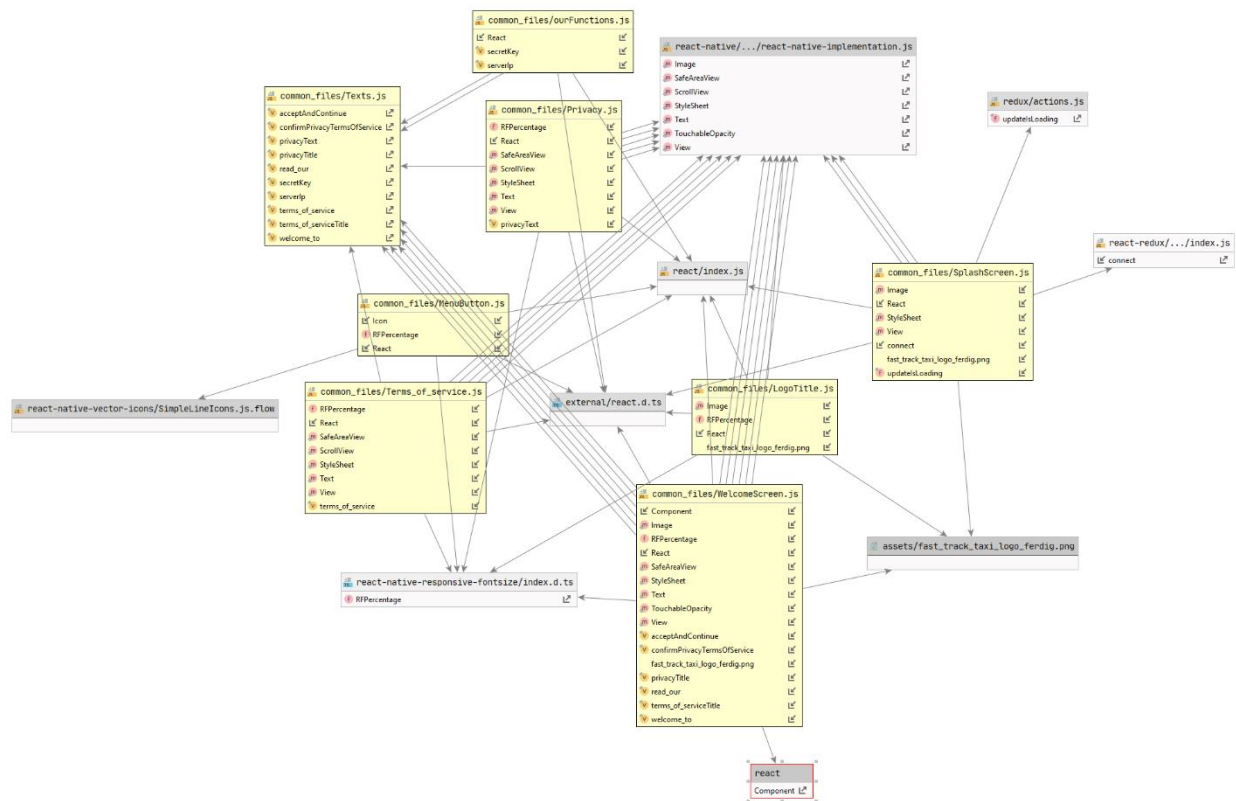 common_files/ourFunctions.js
React
secretKey
serverIp
react-native/.../react-native-implementation.js
Image
SafeAreaView
ScrollView
StyleSheet
Text
TouchableOpacity
View
common_files/Texts.js
acceptAndContinue
confirmPrivacyTermsOfService
privacyText
privacyTitle
read_our
secretKey
serverIp
terms_of_service
terms_of_serviceTitle
welcome_to
common_files/Privacy.js
RFPercentage
React
SafeAreaView
ScrollView
StyleSheet
Text
View
privacyText
redux/actions.js
updateIsLoading
react-redux/.../index.js
connect
react/index.js
common_files/SplashScreen.js
Image
React
StyleSheet
View
connect
fast_track_taxi_logo_ferdig.png
updateIsLoading
common_files/MenuButton.js
Icon
RFPercentage
React
common_files/Terms_of_service.js
RFPercentage
React
SafeAreaView
ScrollView
StyleSheet
Text
View
terms_of_service
react-native-vector-icons/SimpleLineIcons.js.flow
external/react.d.ts
common_files/LogoTitle.js
Image
RFPercentage
React
fast_track_taxi_logo_ferdig.png
common_files/WelcomeScreen.js
Component
Image
RFPercentage
React
SafeAreaView
StyleSheet
Text
TouchableOpacity
View
acceptAndContinue
confirmPrivacyTermsOfService
fast_track_taxi_logo_ferdig.png
privacyTitle
read_our
terms_of_serviceTitle
welcome_to
assets/fast_track_taxi_logo_ferdig.png
react-native-responsive-fontsize/index.d.ts
RFPercentage
react
Component